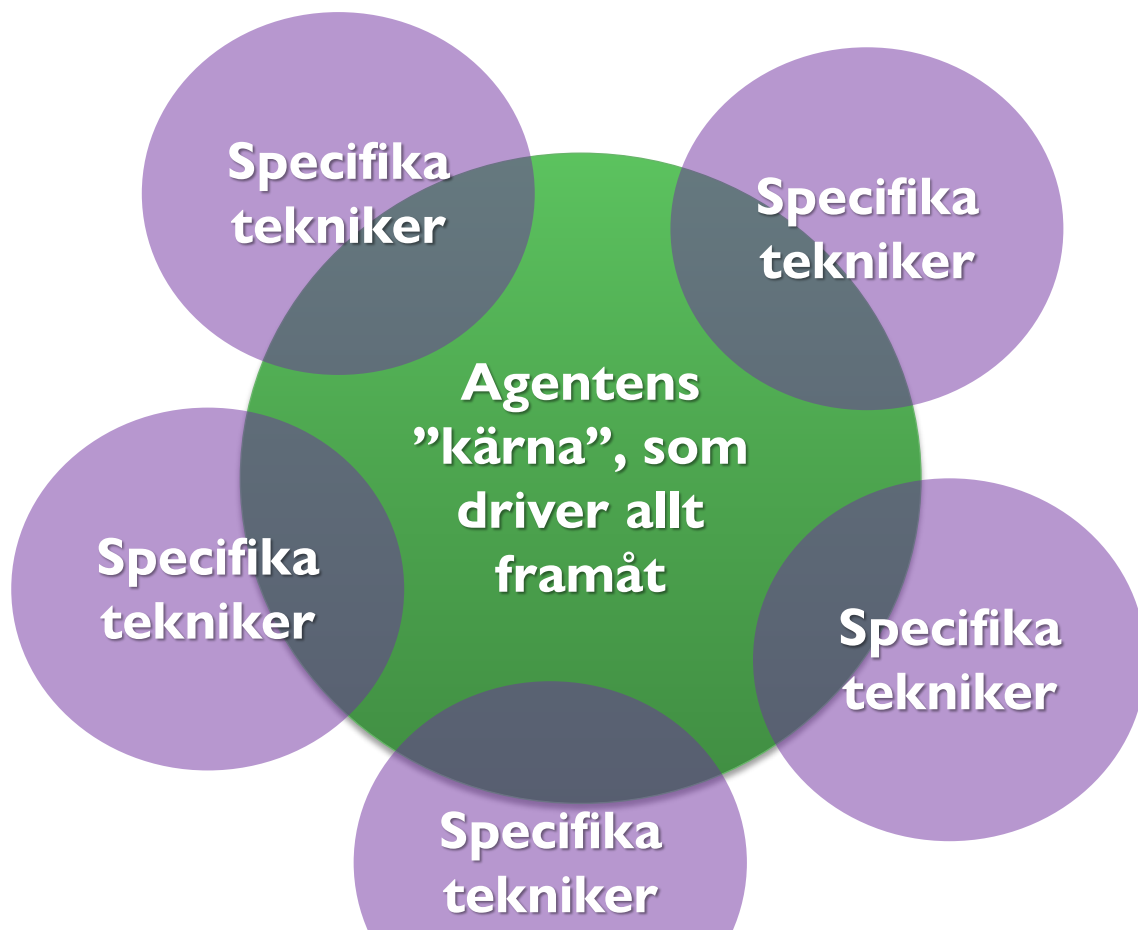 Specifika
tekniker
Specifika
tekniker
Agentens
”kärna”, som
driver allt
framåt
Specifika
tekniker
Specifika
tekniker
Specifika
tekniker